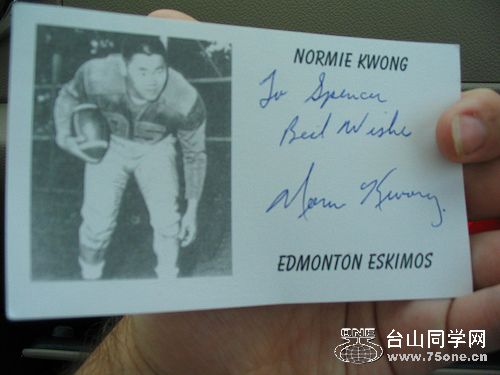 NORMIE KWONG
To Spencer
Best Wishes
Norm Kwong
EDMONTON ESKIMOS
台山同学网
www.75one.cn